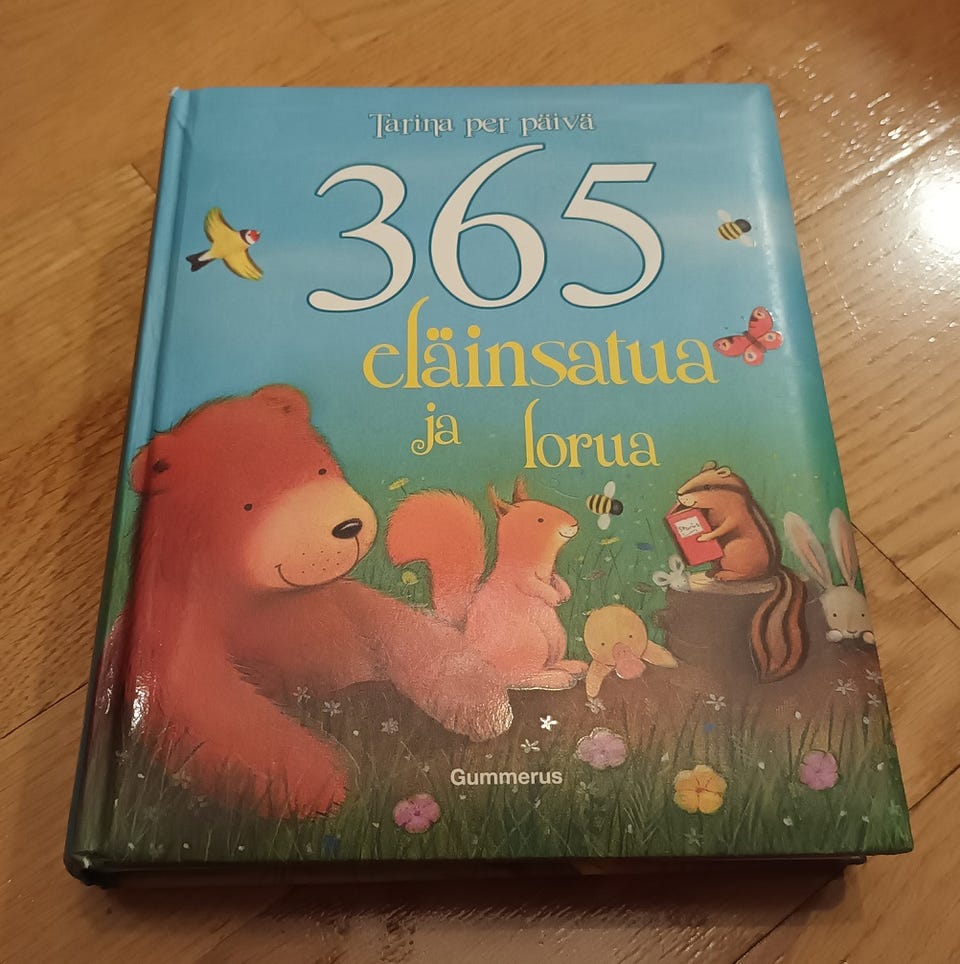 Tarina per päivä
365
eläinsatua
ja lorua
Gummerus